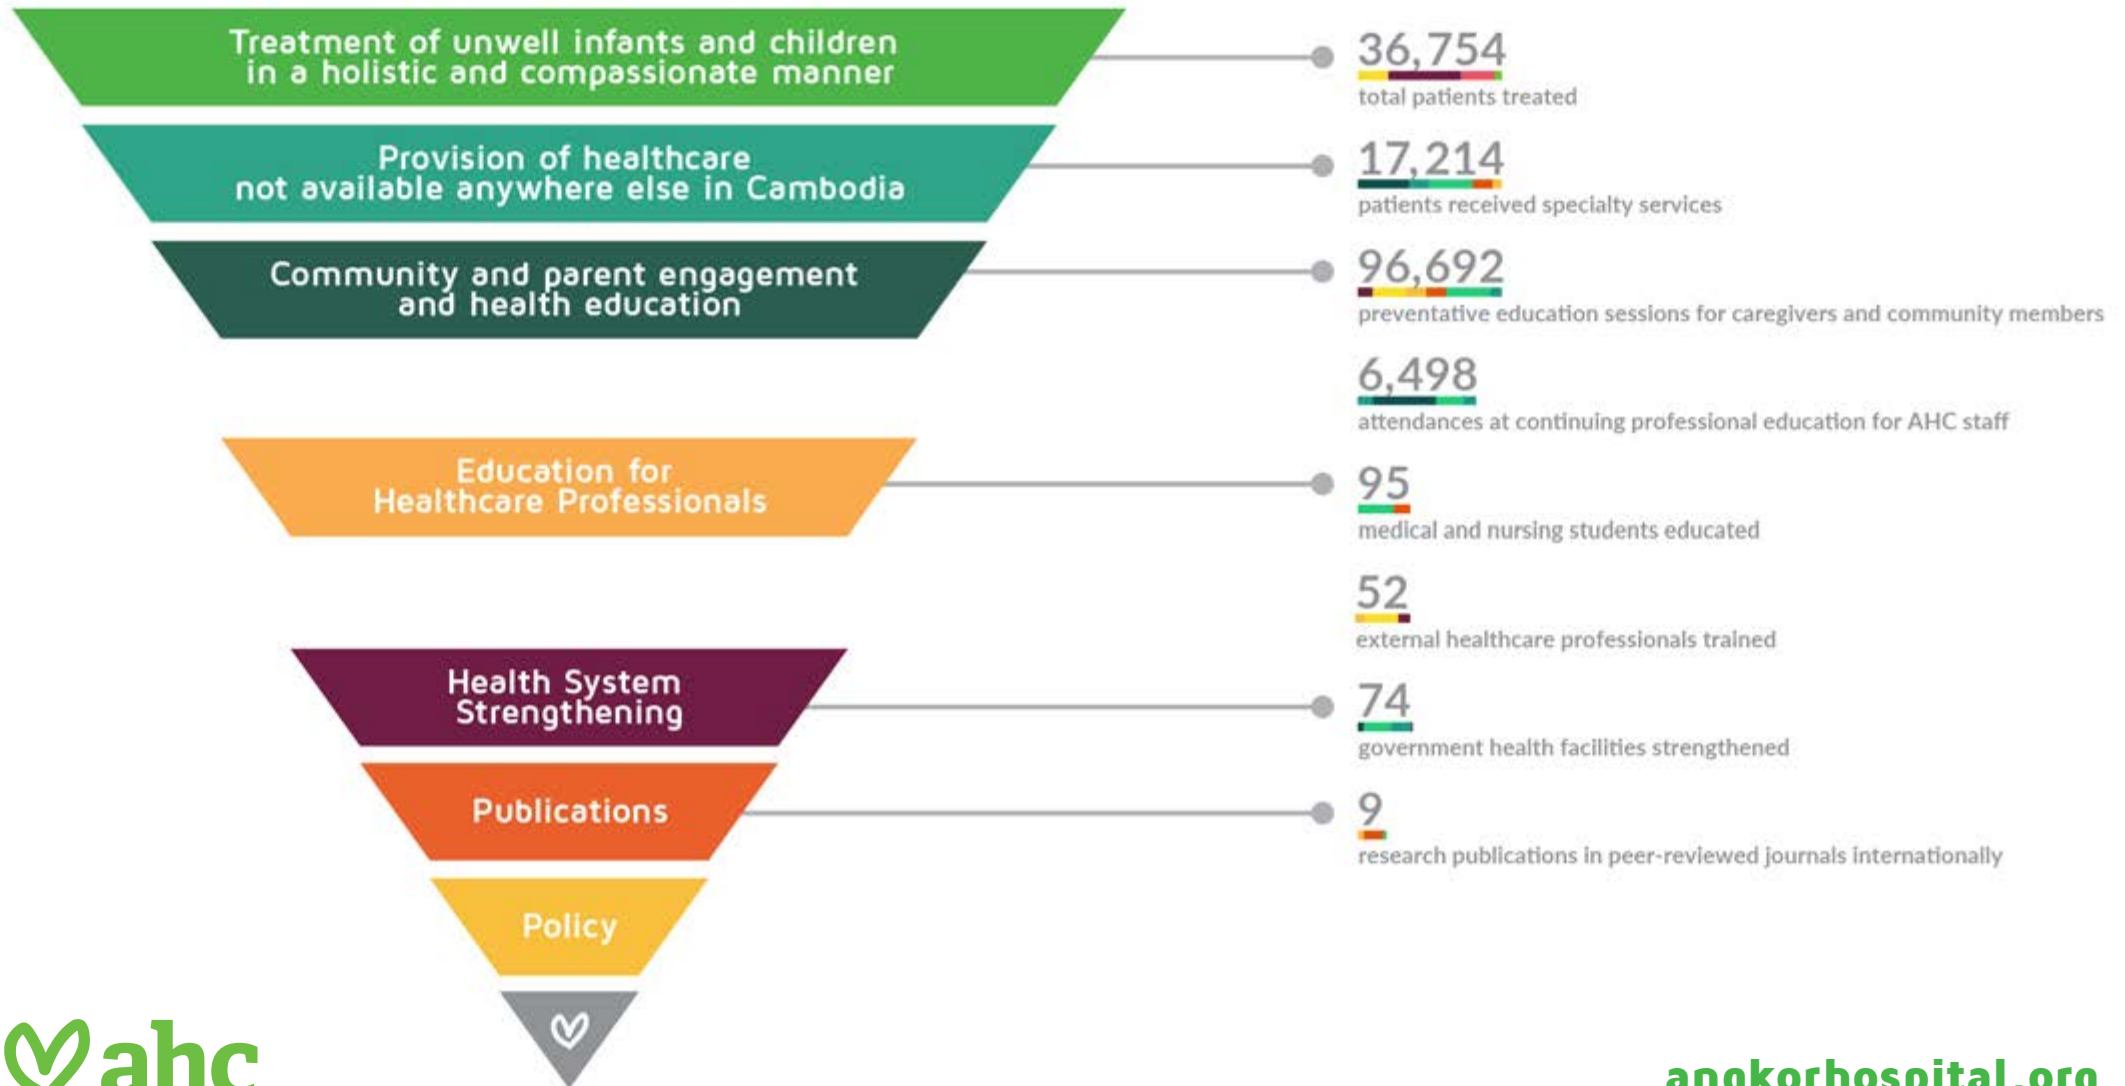 Treatment of unwell infants and children
in a holistic and compassionate manner
36,754
total patients treated
Provision of healthcare
not available anywhere else in Cambodia
17,214
patients received specialty services
Community and parent engagement
and health education
96,692
preventative education sessions for caregivers and community members
6,498
attendances at continuing professional education for AHC staff
Education for
Healthcare Professionals
95
medical and nursing students educated
52
external healthcare professionals trained
Health System
Strengthening
74
government health facilities strengthened
Publications
9
research publications in peer-reviewed journals internationally
Policy
ahc
angkorhospital.org